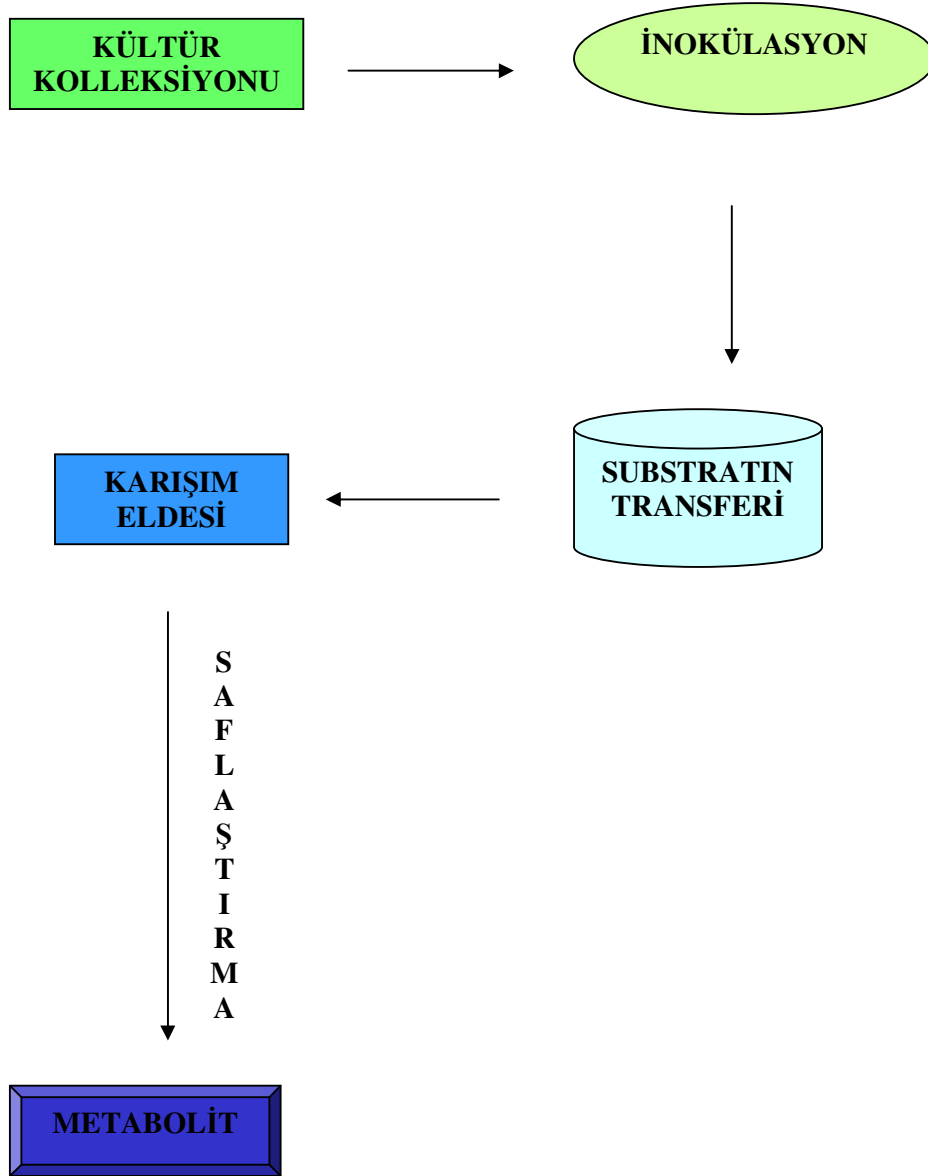 KÜLTÜR
KOLLEKSİYONU
İNOKÜLASYON
SUBSTRATIN
TRANSFERİ
KARIŞIM
ELDESİ
S
A
F
L
A
Ş
T
I
R
M
A
METABOLİT